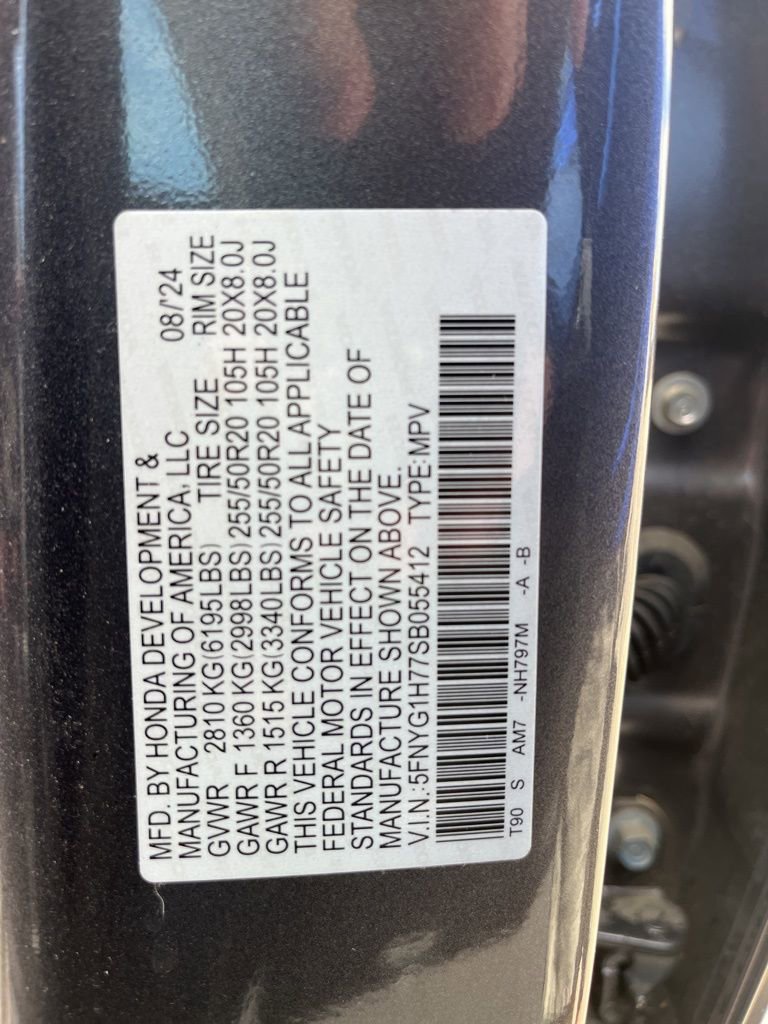 MFD. BY HONDA DEVELOPMENT &
MANUFACTURING OF AMERICA, LLC 08/'24
GVWR 2810 KG(6195LBS) TIRE SIZE RIM SIZE
GAWR F 1360 KG(2998LBS) 255/50R20 105H 20X8.0J
GAWR R 1515 KG(3340LBS) 255/50R20 105H 20X8.0J
THIS VEHICLE CONFORMS TO ALL APPLICABLE
FEDERAL MOTOR VEHICLE SAFETY
STANDARDS IN EFFECT ON THE DATE OF
MANUFACTURE SHOWN ABOVE.
V.I.N.:5FNYG1H77SB055412 TYPE:MPV
T90 S AM7 -NH797M -A -B